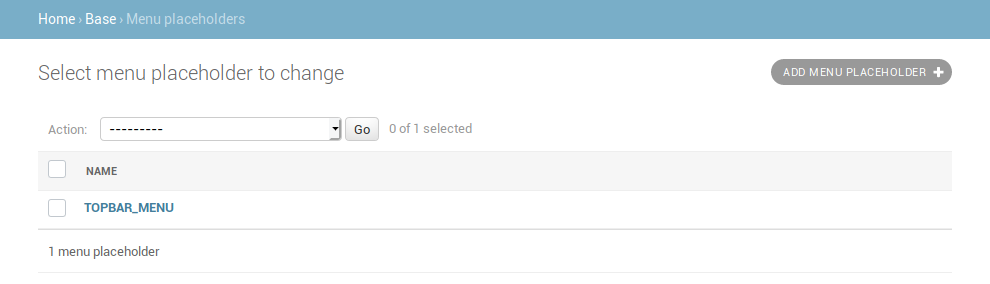 Home › Base › Menu placeholders
Select menu placeholder to change
ADD MENU PLACEHOLDER +
Action: --------- Go 0 of 1 selected
NAME
TOPBAR_MENU
1 menu placeholder